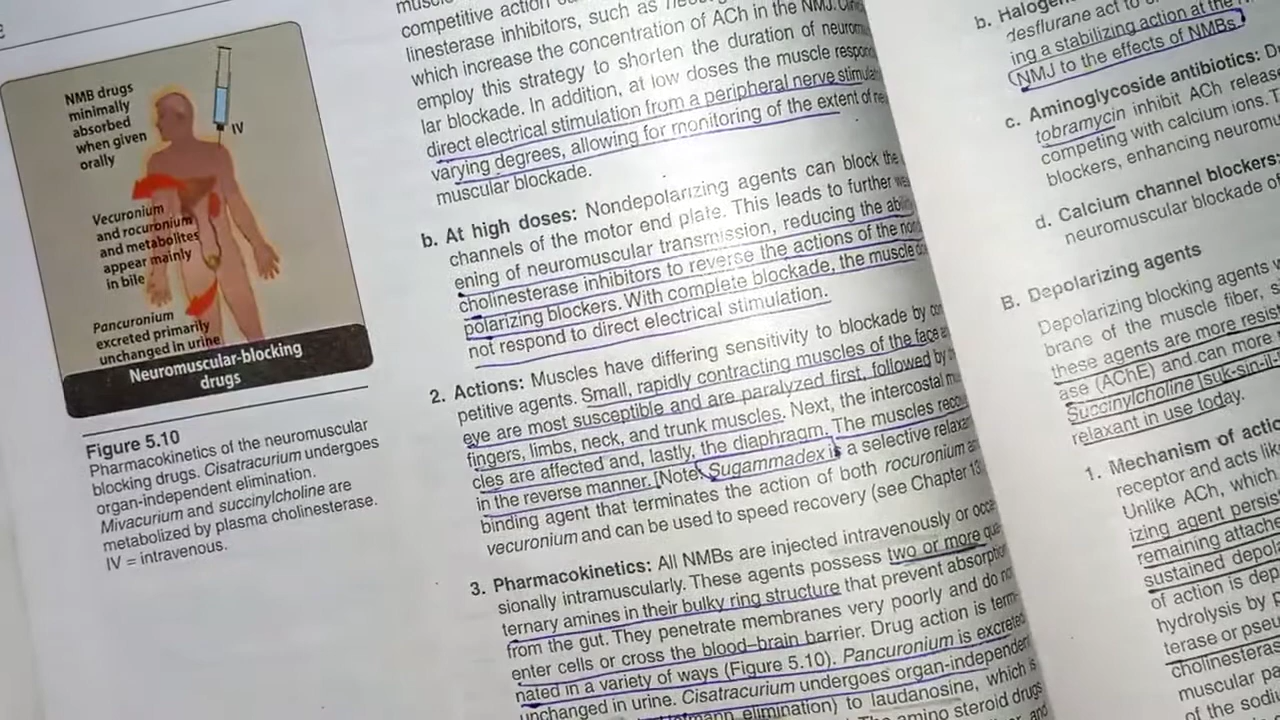 NMB drugs
minimally
absorbed
when given
orally
IV
Vecuronium
and rocuronium
and metabolites
appear mainly
in bile
Pancuronium
excreted primarily
unchanged in urine
Neuromuscular-blocking
drugs
Figure 5.10
Pharmacokinetics of the neuromuscular
blocking drugs. Cisatracurium undergoes
organ-independent elimination.
Mivacurium and succinylcholine are
metabolized by plasma cholinesterase.
IV = intravenous.
competitive action
linesterase inhibitors, such as
which increase the concentration of ACh in the NMJ.
employ this strategy to shorten the duration of
lar blockade. In addition, at low doses the muscle
direct electrical stimulation from a peripheral nerve
varying degrees, allowing for monitoring of the extent of
muscular blockade.
b. At high doses: Nondepolarizing agents can block the
channels of the motor end plate. This leads to further
ening of neuromuscular transmission, reducing the
cholinesterase inhibitors to reverse the actions of the
polarizing blockers. With complete blockade, the muscle
not respond to direct electrical stimulation.
2. Actions: Muscles have differing sensitivity to blockade by
petitive agents. Small, rapidly contracting muscles of the face
eye are most susceptible and are paralyzed first, followed by
fingers, limbs, neck, and trunk muscles. Next, the intercostal
cles are affected and, lastly, the diaphragm. The muscles
in the reverse manner. [Note: Sugammadex is a selective
binding agent that terminates the action of both rocuronium
vecuronium and can be used to speed recovery (see Chapter 13
3. Pharmacokinetics: All NMBs are injected intravenously or
sionally intramuscularly. These agents possess two or more
ternary amines in their bulky ring structure that prevent absorption
from the gut. They penetrate membranes very poorly and do
enter cells or cross the blood–brain barrier. Drug action is term-
nated in a variety of ways (Figure 5.10). Pancuronium is excreted
unchanged in urine. Cisatracurium undergoes organ-independent
elimination) to laudanosine, which is
amino steroid drugs
b.
desflurane act to
ing a stabilizing action at the
NMJ to the effects of NMBs.
c. Aminoglycoside antibiotics:
tobramycin inhibit ACh
competing with calcium ions.
blockers, enhancing
d. Calcium channel blockers:
neuromuscular blockade
B. Depolarizing agents
Depolarizing blocking agents
brane of the muscle fiber,
these agents are more
ase (AChE) and can more
Succinylcholine
relaxant in use today.
1. Mechanism of
receptor and acts
Unlike ACh, which
izing agent
remaining
sustained
of action is
hydrolysis by
terase or
muscular
of the